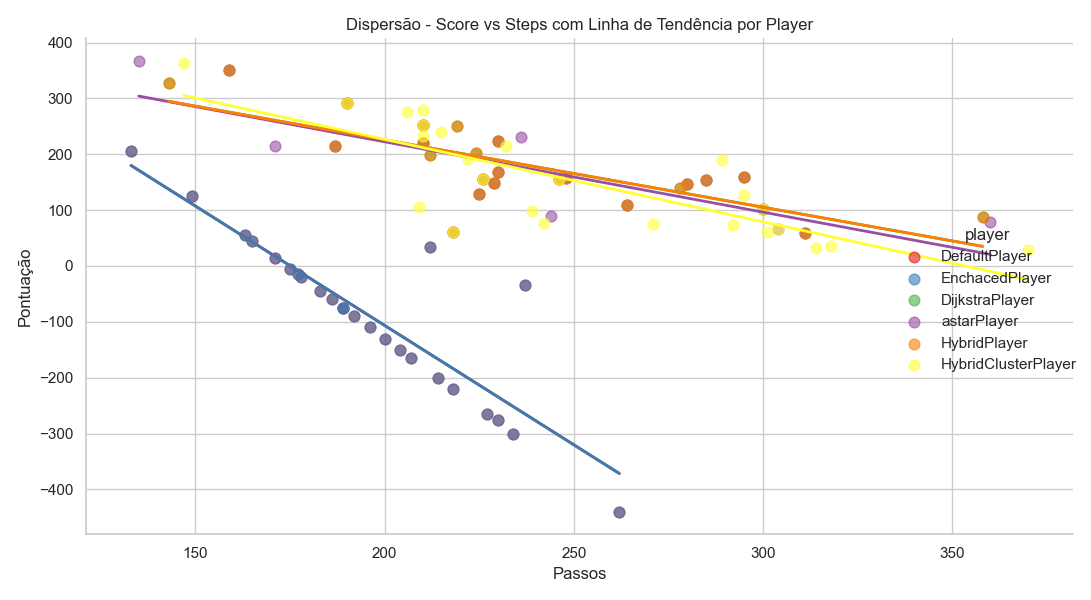 Dispersão - Score vs Steps com Linha de Tendência por Player
400
300
200
100
0
−100
−200
−300
−400
Pontuação
150
200
250
300
350
Passos
player
DefaultPlayer
EnchacedPlayer
DijkstraPlayer
astarPlayer
HybridPlayer
HybridClusterPlayer